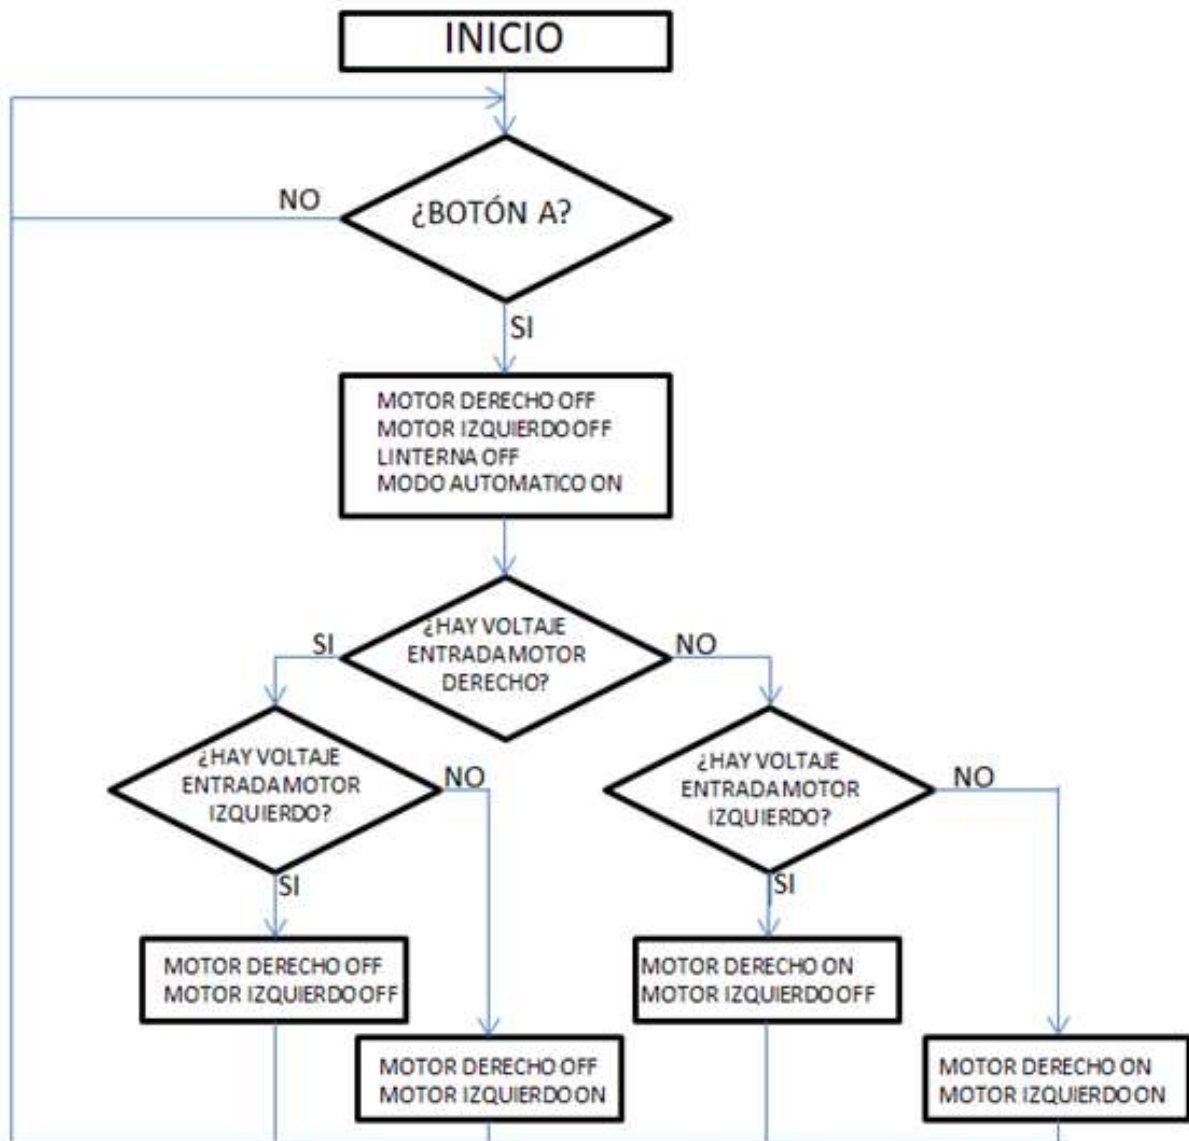 INICIO
¿BOTÓN A?
NO
SI
MOTOR DERECHO OFF
MOTOR IZQUIERDO OFF
LINTERNA OFF
MODO AUTOMATICO ON
¿HAY VOLTAJE
ENTRADA MOTOR
DERECHO?
SI
NO
¿HAY VOLTAJE
ENTRADA MOTOR
IZQUIERDO?
NO
SI
¿HAY VOLTAJE
ENTRADA MOTOR
IZQUIERDO?
NO
SI
MOTOR DERECHO OFF
MOTOR IZQUIERDO OFF
MOTOR DERECHO OFF
MOTOR IZQUIERDO ON
MOTOR DERECHO ON
MOTOR IZQUIERDO OFF
MOTOR DERECHO ON
MOTOR IZQUIERDO ON